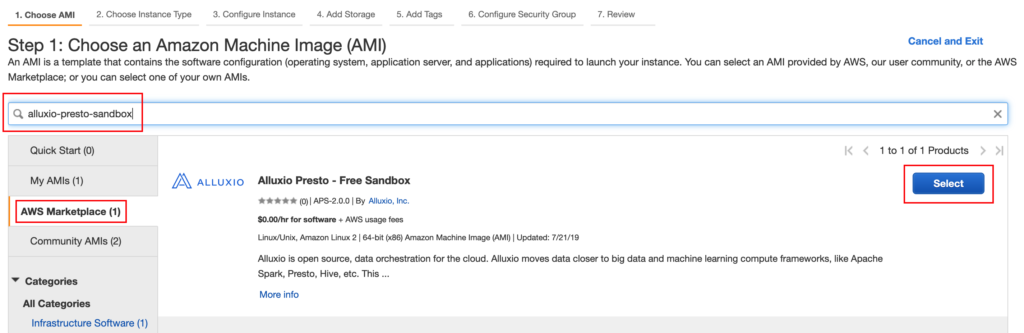 1. Choose AMI 2. Choose Instance Type 3. Configure Instance 4. Add Storage 5. Add Tags 6. Configure Security Group 7. Review
Step 1: Choose an Amazon Machine Image (AMI)
Cancel and Exit
An AMI is a template that contains the software configuration (operating system, application server, and applications) required to launch your instance. You can select an AMI provided by AWS, our user community, or the AWS
Marketplace; or you can select one of your own AMIs.
alluxio-presto-sandbox
Quick Start (0)
My AMIs (1)
AWS Marketplace (1)
Community AMIs (2)
Categories
All Categories
Infrastructure Software (1)
1 to 1 of 1 Products
ALLUXIO
Alluxio Presto - Free Sandbox
Select
(0) | APS-2.0.0 | By Alluxio, Inc.
$0.00/hr for software + AWS usage fees
Linux/Unix, Amazon Linux 2 | 64-bit (x86) Amazon Machine Image (AMI) | Updated: 7/21/19
Alluxio is open source, data orchestration for the cloud. Alluxio moves data closer to big data and machine learning compute frameworks, like Apache
Spark, Presto, Hive, etc. This ...
More info